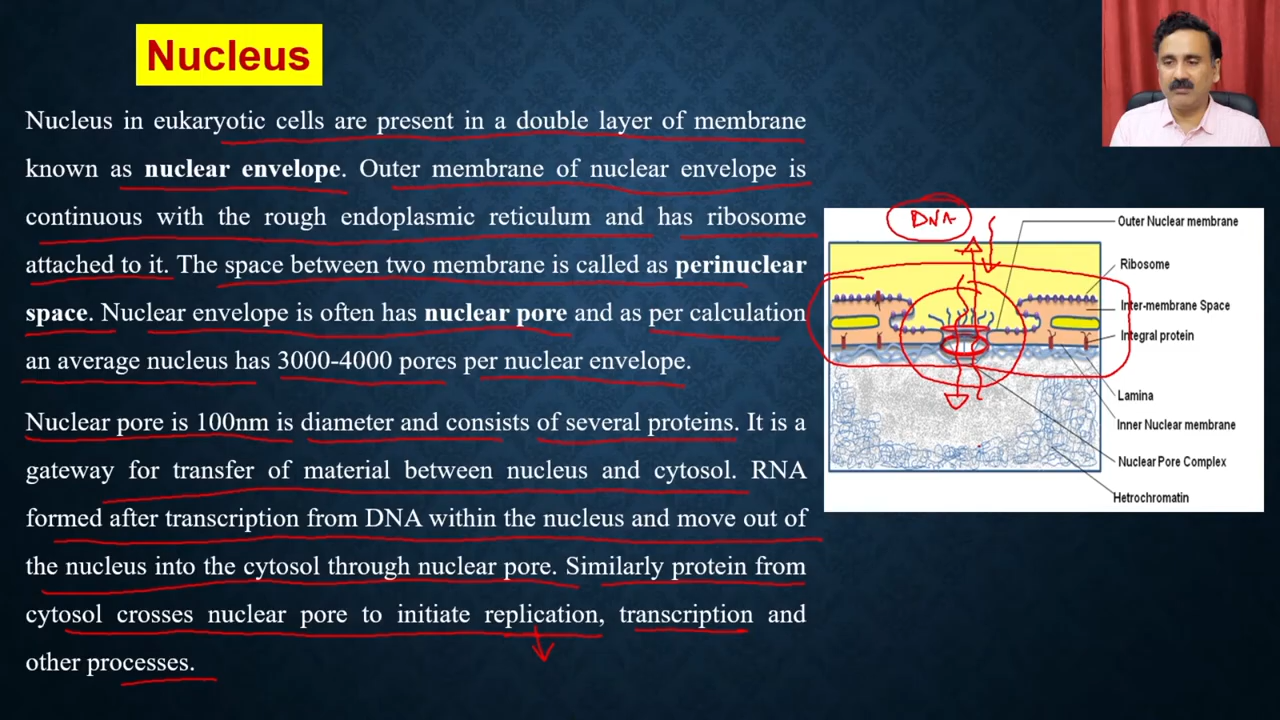 Nucleus
Nucleus in eukaryotic cells are present in a double layer of membrane
known as nuclear envelope. Outer membrane of nuclear envelope is
continuous with the rough endoplasmic reticulum and has ribosome
attached to it. The space between two membrane is called as perinuclear
space. Nuclear envelope is often has nuclear pore and as per calculation
an average nucleus has 3000-4000 pores per nuclear envelope.
Nuclear pore is 100nm is diameter and consists of several proteins. It is a
gateway for transfer of material between nucleus and cytosol. RNA
formed after transcription from DNA within the nucleus and move out of
the nucleus into the cytosol through nuclear pore. Similarly protein from
cytosol crosses nuclear pore to initiate replication, transcription and
other processes.
DNA
Outer Nuclear membrane
Ribosome
Inter-membrane Space
Integral protein
Lamina
Inner Nuclear membrane
Nuclear Pore Complex
Hetrochromatin